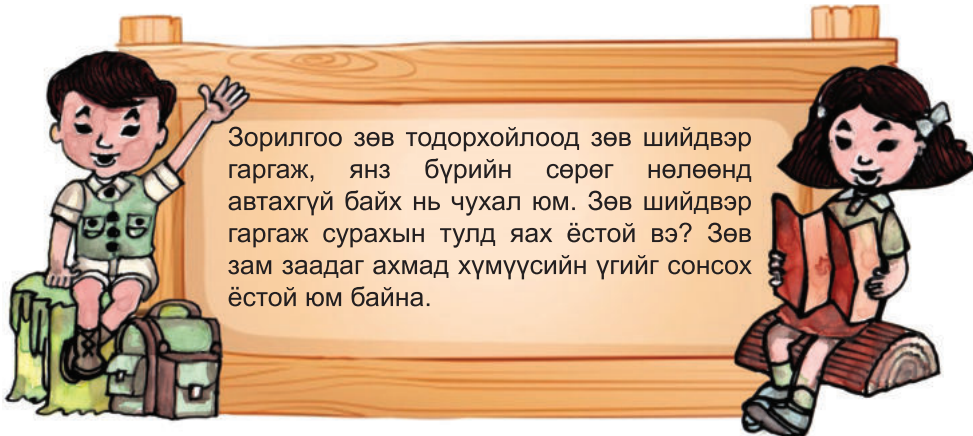 Зорилгоо зөв тодорхойлоод зөв шийдвэр
гаргаж, янз бүрийн сөрөг нөлөөнд
автахгүй байх нь чухал юм. Зөв шийдвэр
гаргаж сурахын тулд яах ёстой вэ? Зөв
зам заадаг ахмад хүмүүсийн үгийг сонсох
ёстой юм байна.